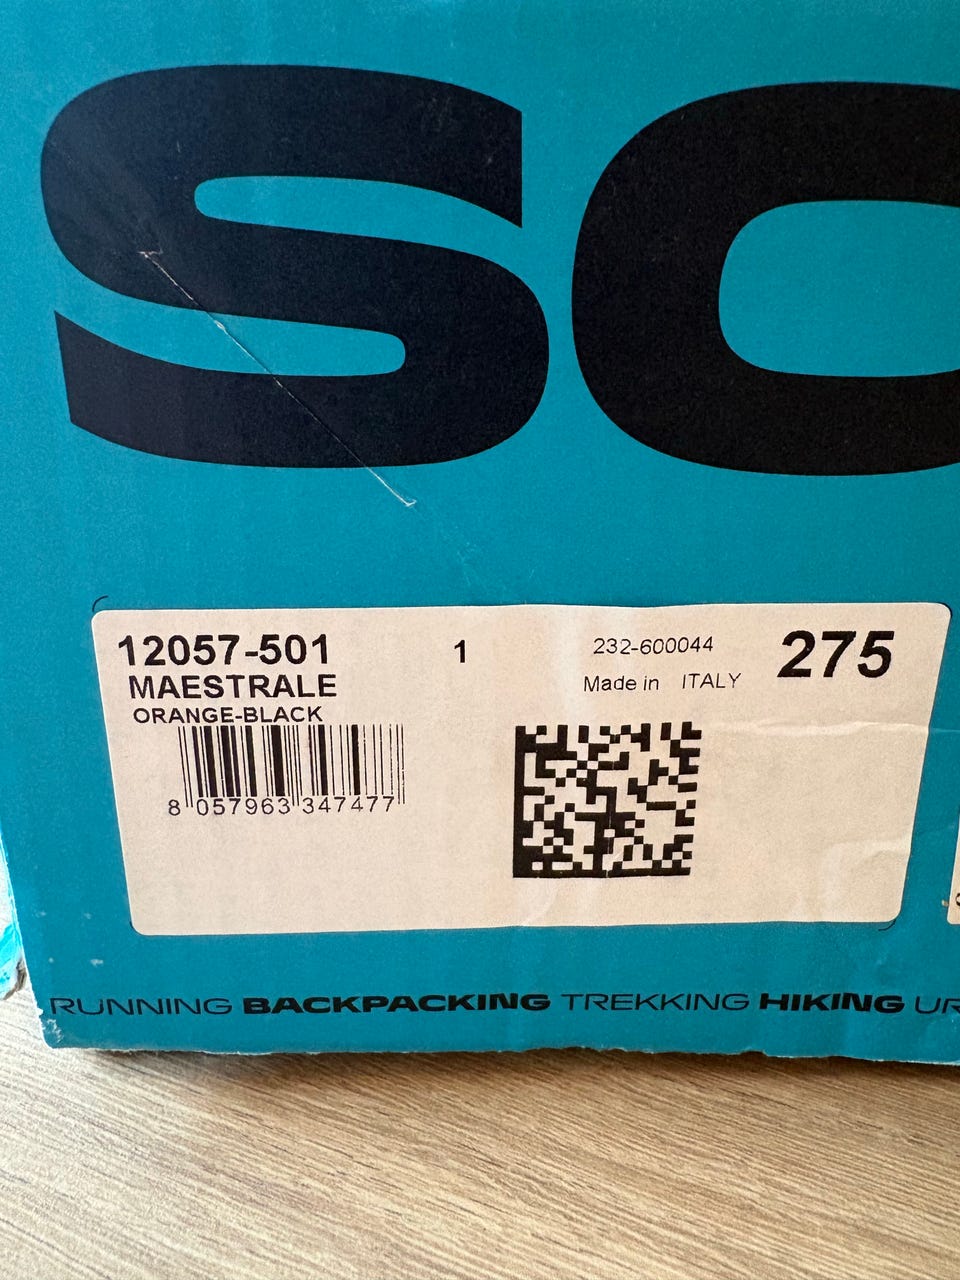 SC
12057-501 1 232-600044 275
MAESTRALE Made in ITALY
ORANGE-BLACK
8 057963 347477
RUNNING BACKPACKING TREKKING HIKING UR